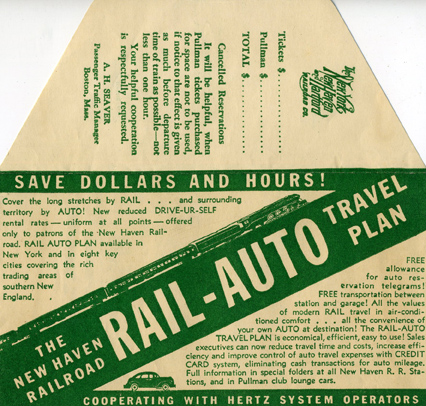 The New York
New Haven
and Hartford
RAILROAD CO.
Tickets $
Pullman $
TOTAL $
Cancelled Reservations
It will be helpful, when
Pullman tickets purchased
for space are not to be used,
if notice to that effect is given
as much before departure
time of train as possible—not
less than one hour.
Your helpful cooperation
is respectfully requested.
A. H. SEAVER
Passenger Traffic Manager
Boston, Mass.
SAVE DOLLARS AND HOURS!
Cover the long stretches by RAIL . . . and surrounding
territory by AUTO! New reduced DRIVE-UR-SELF
rental rates — uniform at all points — offered
only to patrons of the New Haven Rail-
road. RAIL AUTO PLAN available in
New York and in eight key
cities covering the rich
trading areas of
southern New
England.
THE
NEW HAVEN
RAILROAD
RAIL-AUTO
TRAVEL
PLAN
FREE
allowance
for auto res-
ervation telegrams!
FREE transportation between
station and garage! All the values
of modern RAIL travel in air-condi-
tioned comfort . . . . all the convenience of
your own AUTO at destination! The RAIL-AUTO
TRAVEL PLAN is economical, efficient, easy to use! Sales
executives can now reduce travel time and costs, increase effi-
ciency and improve control of auto travel expenses with CREDIT
CARD system, eliminating cash transactions for auto mileage.
Full information in special folders at all New Haven R. R. Sta-
tions, and in Pullman club lounge cars.
COOPERATING WITH HERTZ SYSTEM OPERATORS